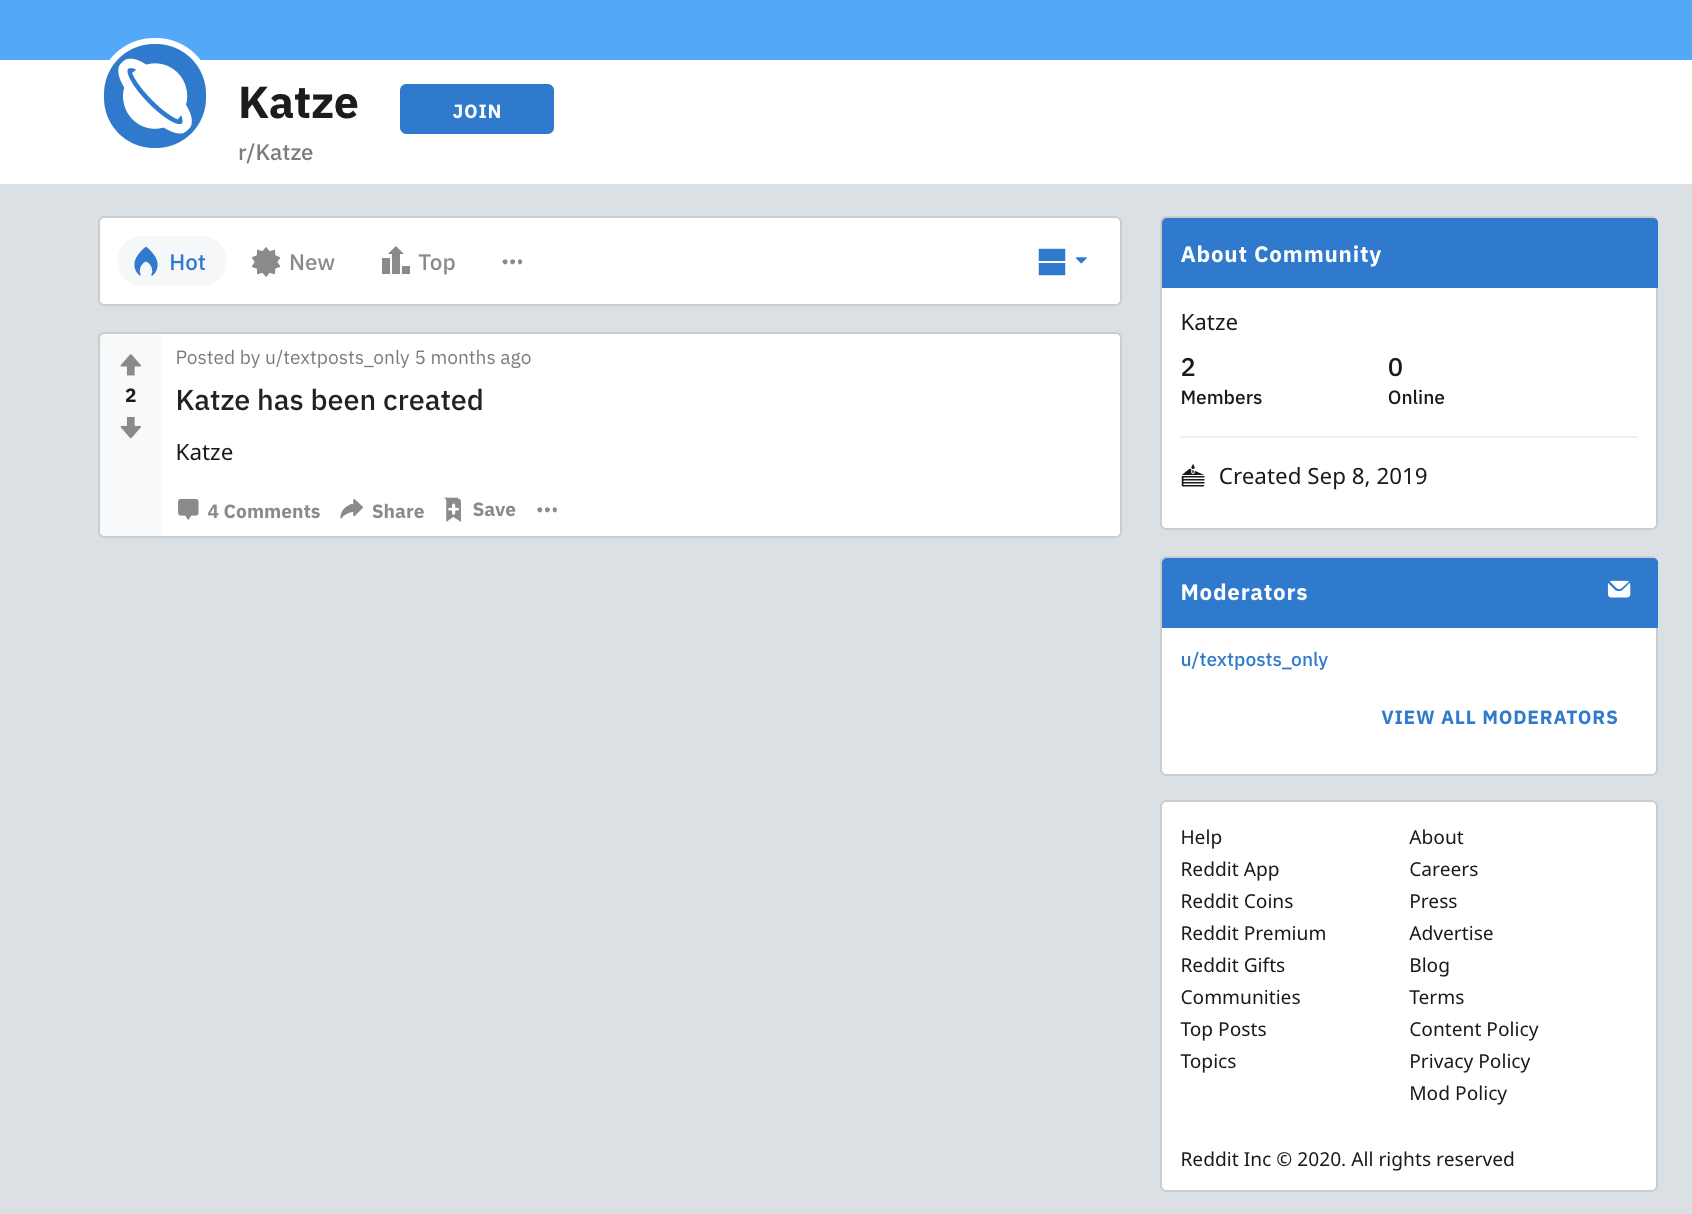 Katze
JOIN
r/Katze
Hot
New
Top
Posted by u/textposts_only 5 months ago
2
Katze has been created
Katze
4 Comments
Share
Save
About Community
Katze
2
0
Members
Online
Created Sep 8, 2019
Moderators
u/textposts_only
VIEW ALL MODERATORS
Help
Reddit App
Reddit Coins
Reddit Premium
Reddit Gifts
Communities
Top Posts
Topics
About
Careers
Press
Advertise
Blog
Terms
Content Policy
Privacy Policy
Mod Policy
Reddit Inc © 2020. All rights reserved